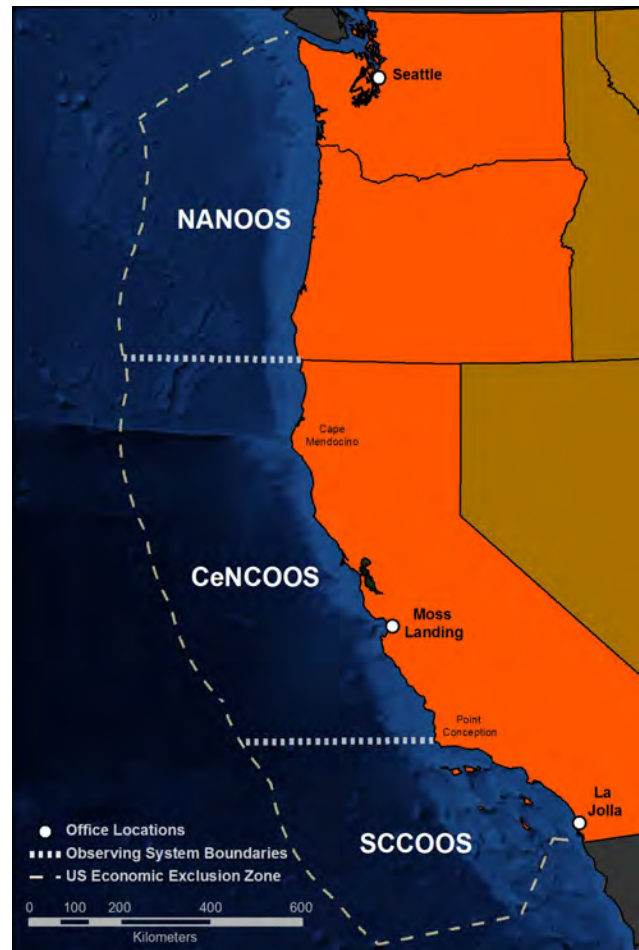 Seattle
NANOOS
Cape
Mendocino
CeNCOOS
Moss
Landing
Point
Conception
La
Jolla
SCCOOS
Office Locations
Observing System Boundaries
US Economic Exclusion Zone
0 100 200 400 600
Kilometers